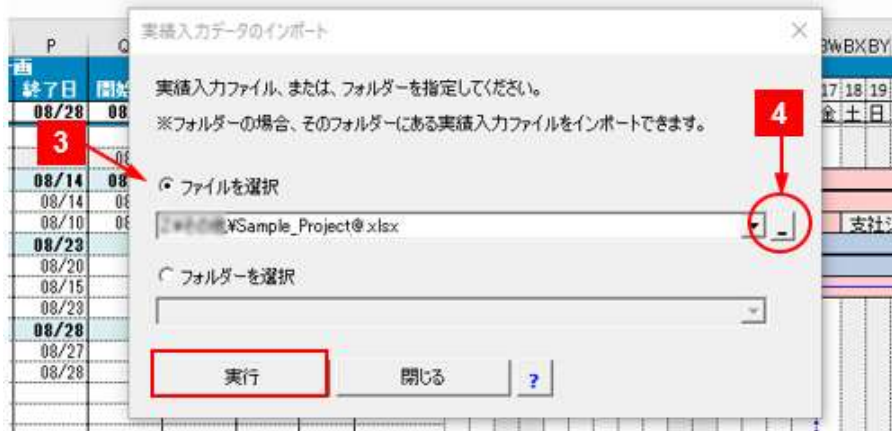 実績入力データのインポート
P
Q
BWBXBY
画
終了日
開始
17 18 19
08/28
08
金 土 日
実績入力ファイル、または、フォルダーを指定してください。
※フォルダーの場合、そのフォルダーにある実績入力ファイルをインポートできます。
3
4
08
08/14
08
08/14
08
08/10
08
08/23
08/20
08/15
08/23
08/28
08/27
08/28
ファイルを選択
¥Sample_Project@.xlsx
支社
フォルダーを選択
実行
閉じる
?